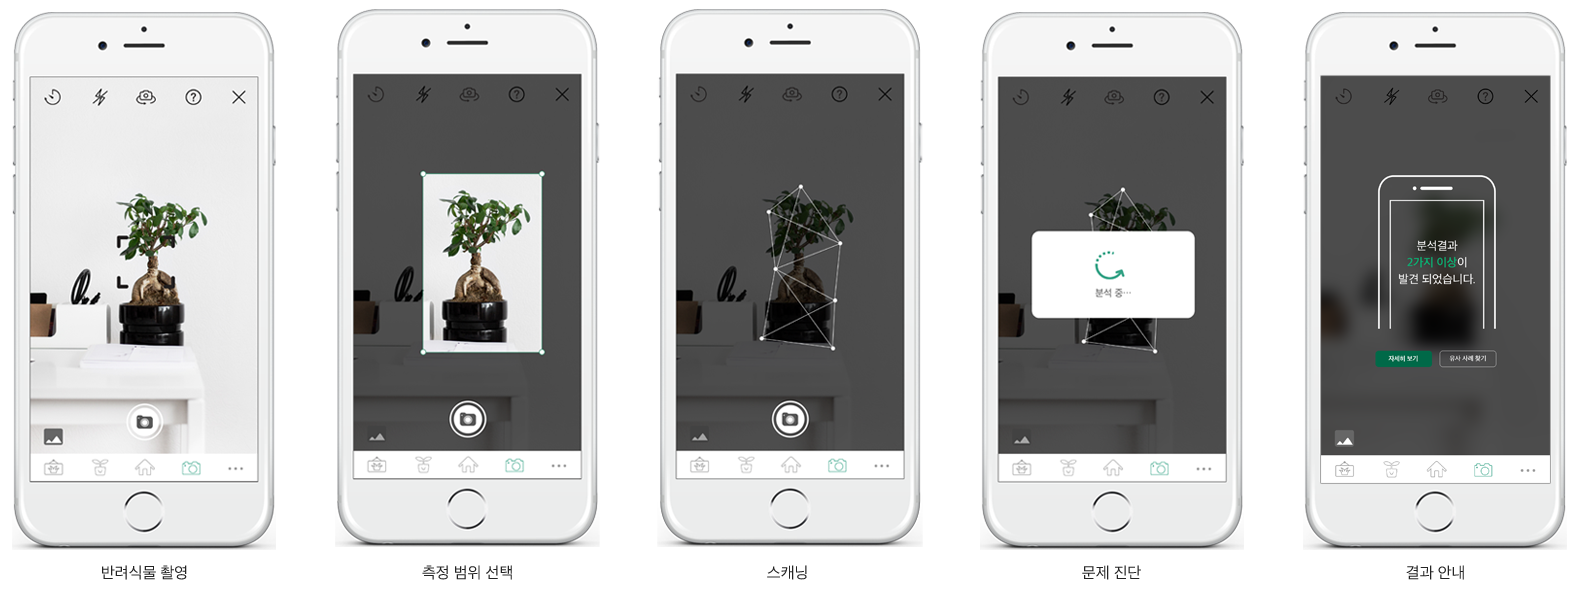 분석 중...
분석결과
2가지 이상이
발견 되었습니다.
자세히 보기
유사 사례 찾기
반려식물 촬영
측정 범위 선택
스캐닝
문제 진단
결과 안내